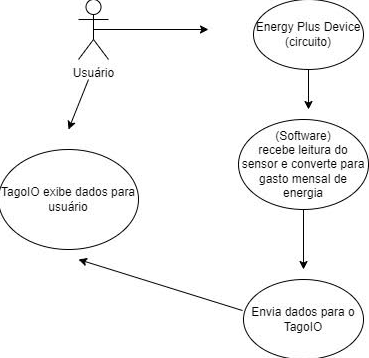 Energy Plus Device
(circuito)
Usuário
(Software)
recebe leitura do
sensor e converte para
gasto mensal de
energia
TagoIO exibe dados para
usuário
Envia dados para o
TagoIO